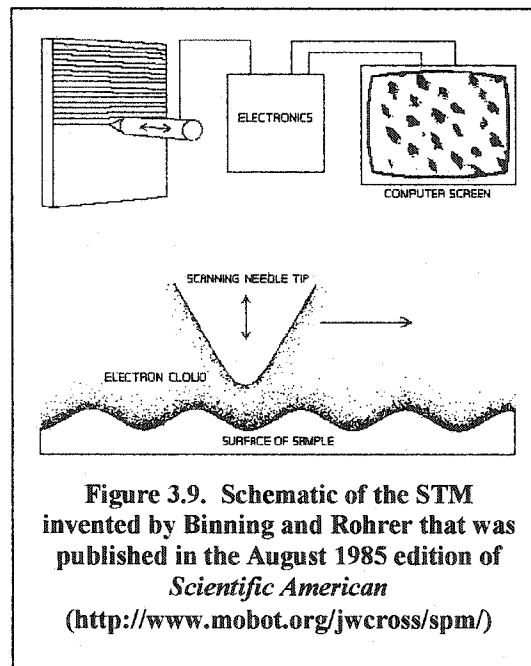 ELECTRONICS
COMPUTER SCREEN
SCANNING NEEDLE TIP
ELECTRON CLOUD
SURFACE OF SAMPLE
Figure 3.9. Schematic of the STM
invented by Binning and Rohrer that was
published in the August 1985 edition of
Scientific American
(http://www.mobot.org/jwcross/spm/)